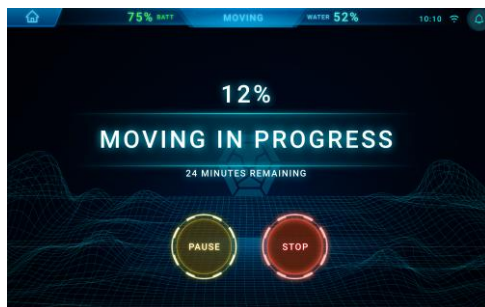 75% BATT MOVING WATER 52% 10:10
12%
MOVING IN PROGRESS
24 MINUTES REMAINING
PAUSE STOP